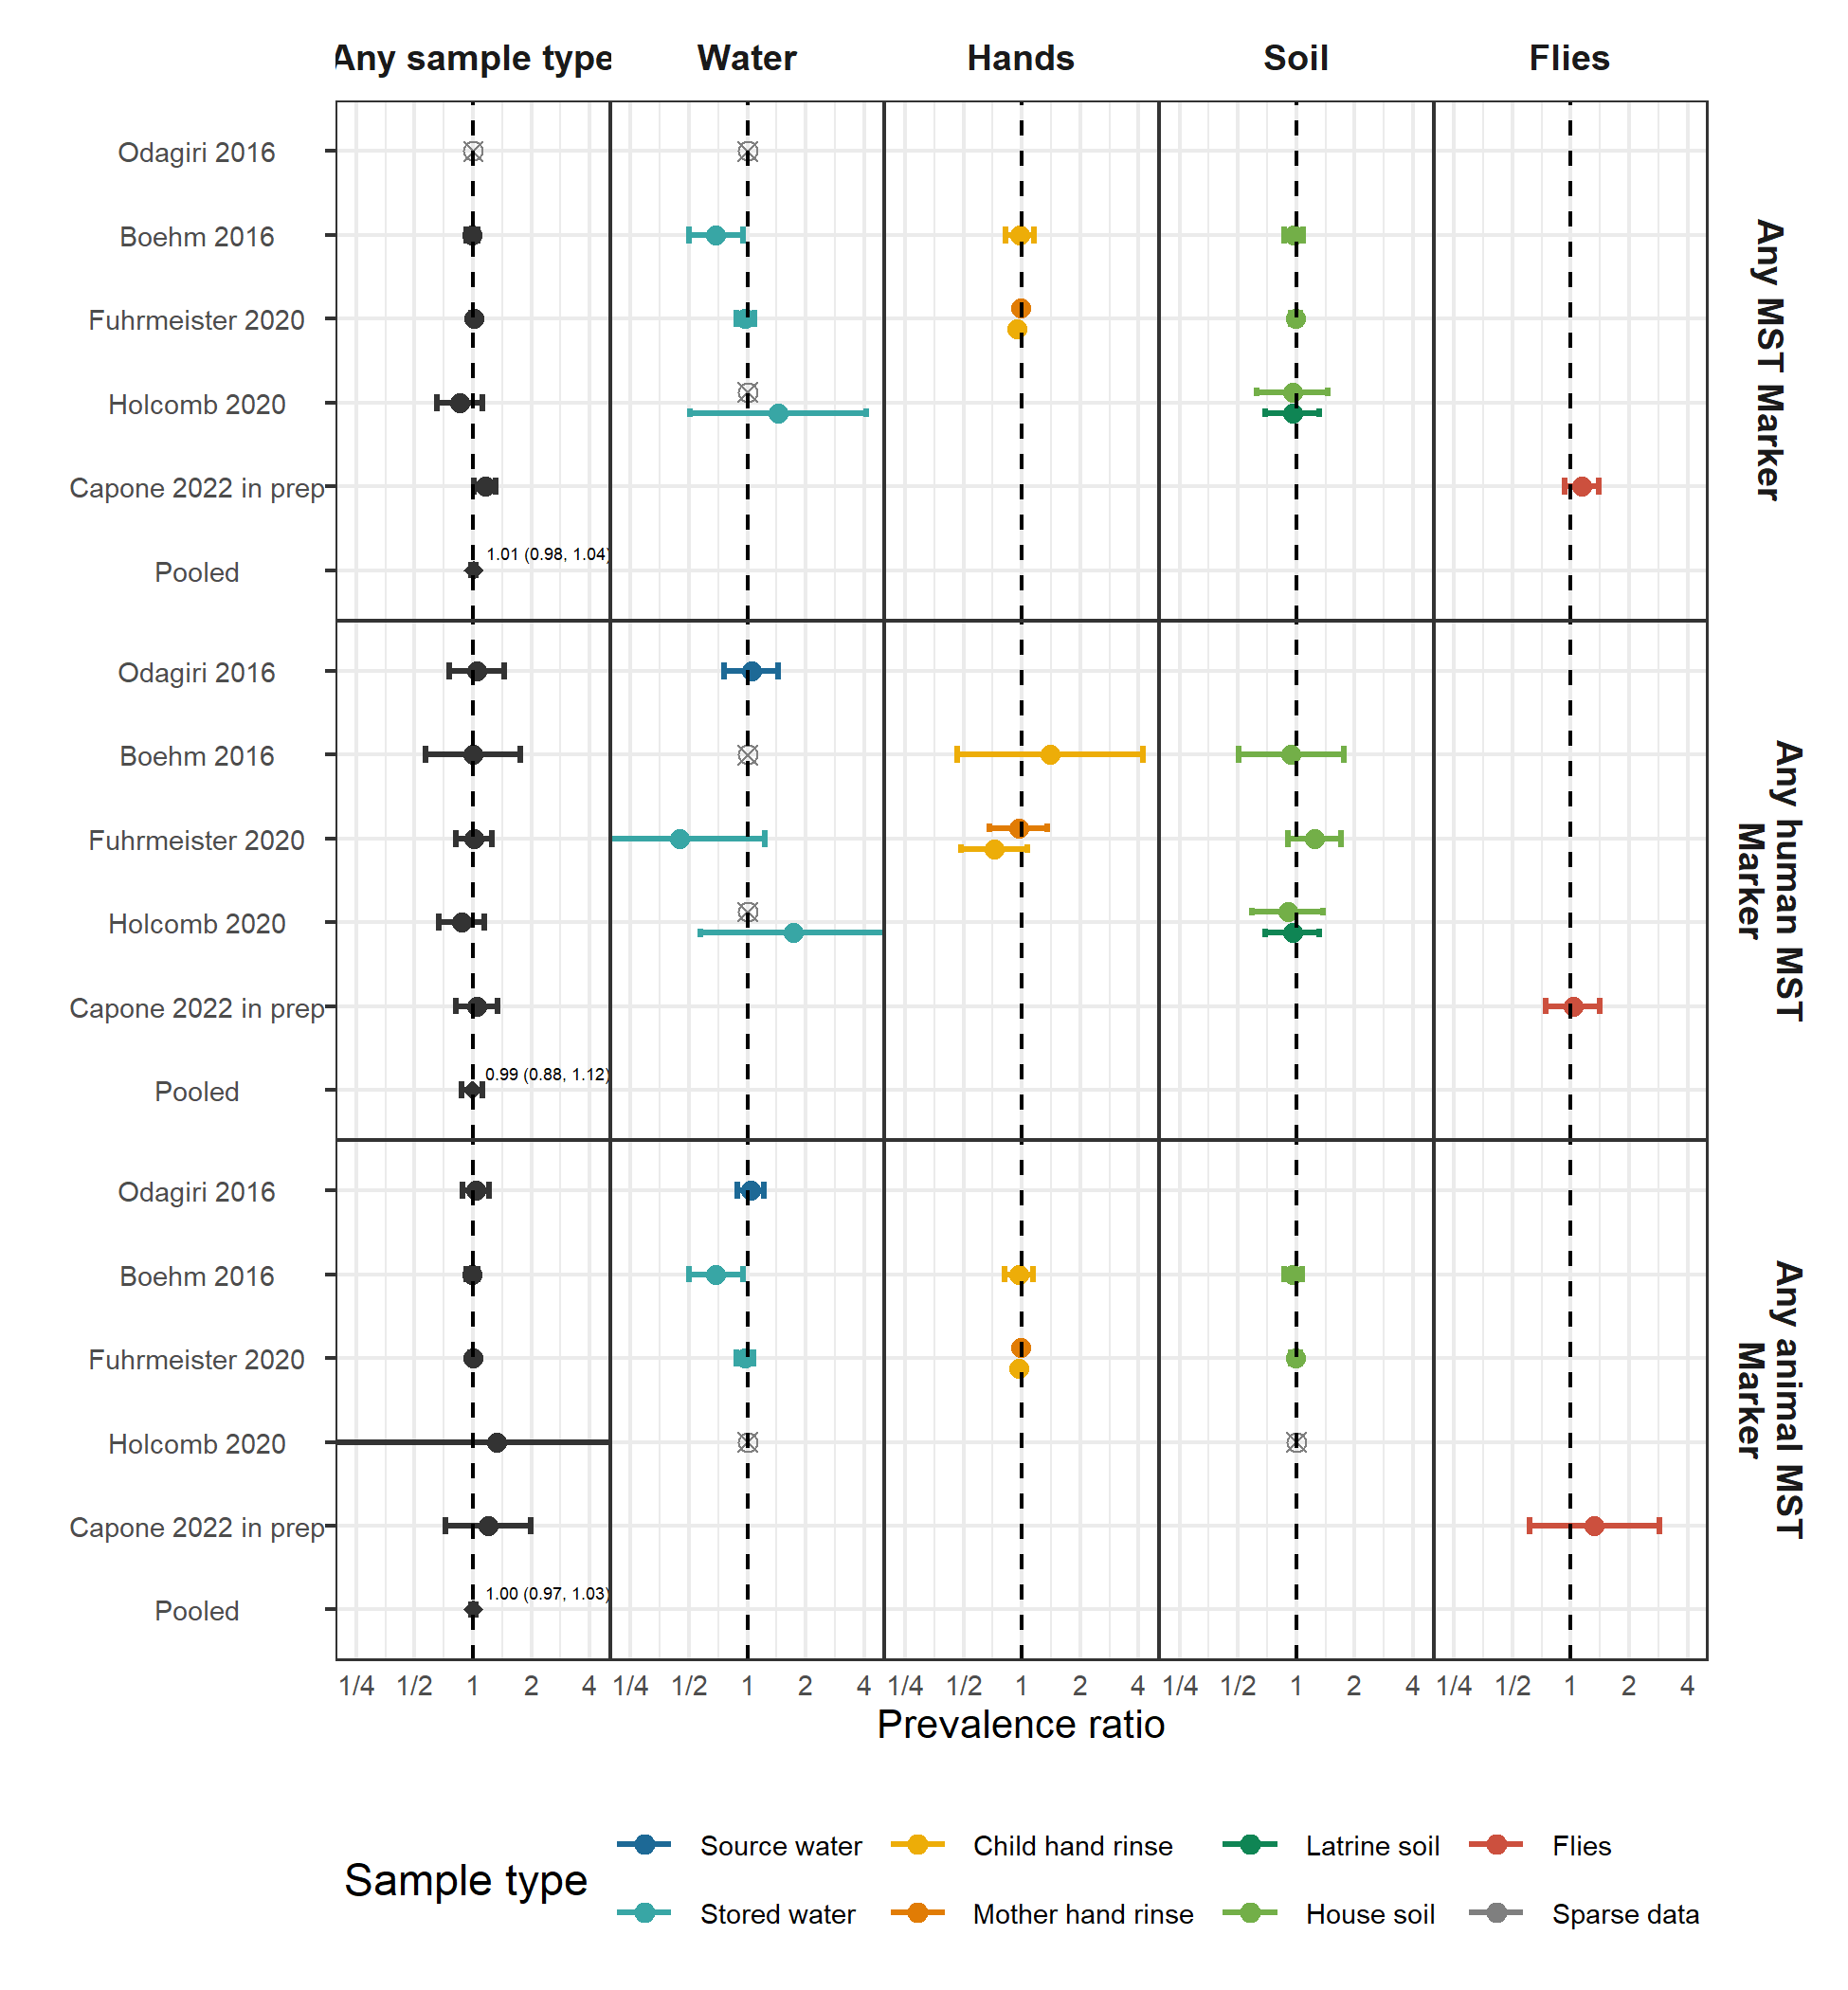 Any sample type
Water
Hands
Soil
Flies
Odagiri 2016
Boehm 2016
Fuhrmeister 2020
Holcomb 2020
Capone 2022 in prep
Pooled
1.01 (0.98, 1.04)
Any MST Marker
Odagiri 2016
Boehm 2016
Fuhrmeister 2020
Holcomb 2020
Capone 2022 in prep
Pooled
0.99 (0.88, 1.12)
Any human MST
Marker
Odagiri 2016
Boehm 2016
Fuhrmeister 2020
Holcomb 2020
Capone 2022 in prep
Pooled
1.00 (0.97, 1.03)
Any animal MST
Marker
1/4 1/2 1 2 4 1/4 1/2 1 2 4 1/4 1/2 1 2 4 1/4 1/2 1 2 4 1/4 1/2 1 2 4
Prevalence ratio
Sample type
Source water
Child hand rinse
Latrine soil
Flies
Stored water
Mother hand rinse
House soil
Sparse data